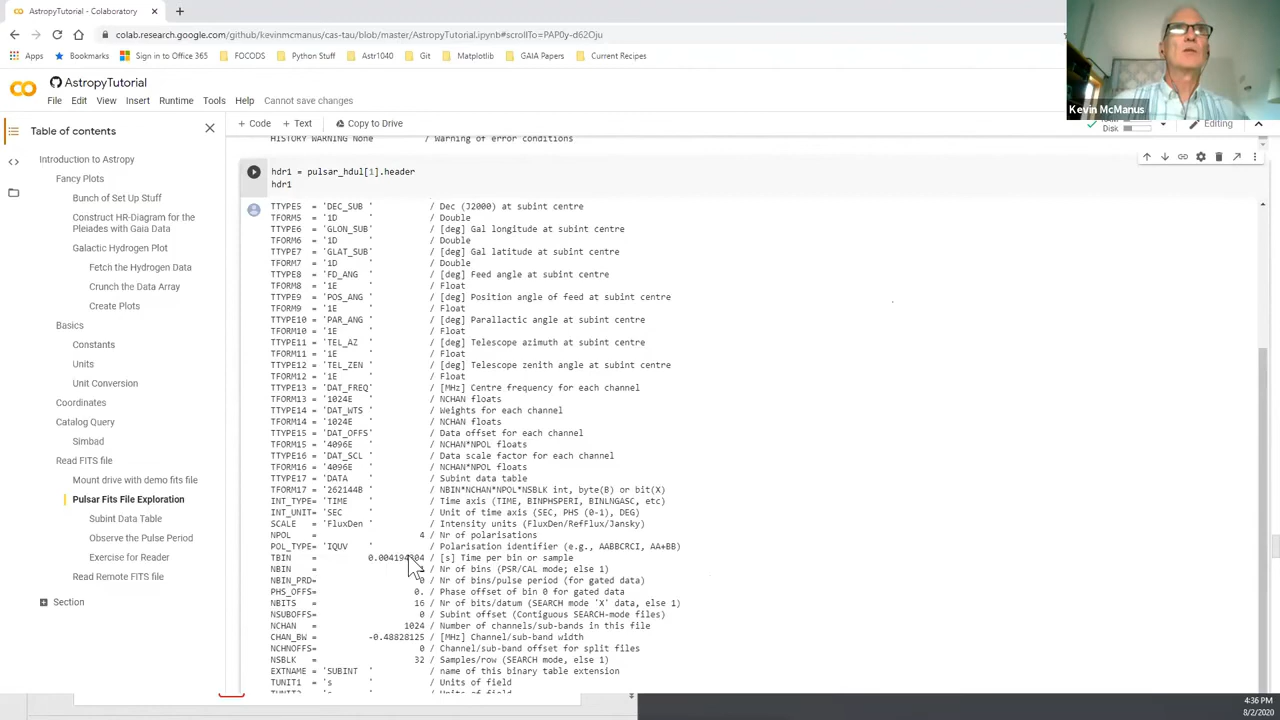 AstropyTutorial - Colaboratory
colab.research.google.com/github/kevinmcmanus/cas-tau/blob/master/AstropyTutorial.ipynb#scrollTo=PAP0y-d62Oju
Apps
Bookmarks
Sign in to Office 365
FOCODS
Python Stuff
Astr1040
Git
Matplotlib
GAIA Papers
Current Recipes
Kevin McManus
AstropyTutorial
File Edit View Insert Runtime Tools Help Cannot save changes
+ Code + Text Copy to Drive
Disk
Editing
Table of contents
Introduction to Astropy
Fancy Plots
Bunch of Set Up Stuff
Construct HR-Diagram for the
Pleiades with Gaia Data
Galactic Hydrogen Plot
Fetch the Hydrogen Data
Crunch the Data Array
Create Plots
Basics
Constants
Units
Unit Conversion
Coordinates
Catalog Query
Simbad
Read FITS file
Mount drive with demo fits file
Pulsar Fits File Exploration
Subint Data Table
Observe the Pulsar Period
Exercise for Reader
Read Remote FITS file
Section
HISTORY WARNING None / Warning of error conditions
hdr1 = pulsar_hdul[1].header
hdr1
TTYPE5 = 'DEC_SUB ' / Dec (J2000) at subint centre
TFORM5 = '1D ' / Double
TTYPE6 = 'GLON_SUB' / [deg] Gal longitude at subint centre
TFORM6 = '1D ' / Double
TTYPE7 = 'GLAT_SUB' / [deg] Gal latitude at subint centre
TFORM7 = '1D ' / Double
TTYPE8 = 'FD_ANG ' / [deg] Feed angle at subint centre
TFORM8 = '1E ' / Float
TTYPE9 = 'POS_ANG ' / [deg] Position angle of feed at subint centre
TFORM9 = '1E ' / Float
TTYPE10 = 'PAR_ANG ' / [deg] Parallactic angle at subint centre
TFORM10 = '1E ' / Float
TTYPE11 = 'TEL_AZ ' / [deg] Telescope azimuth at subint centre
TFORM11 = '1E ' / Float
TTYPE12 = 'TEL_ZEN ' / [deg] Telescope zenith angle at subint centre
TFORM12 = '1E ' / Float
TTYPE13 = 'DAT_FREQ' / [MHz] Centre frequency for each channel
TFORM13 = '1024E ' / NCHAN floats
TTYPE14 = 'DAT_WTS ' / Weights for each channel
TFORM14 = '1024E ' / NCHAN floats
TTYPE15 = 'DAT_OFFS' / Data offset for each channel
TFORM15 = '4096E ' / NCHAN*NPOL floats
TTYPE16 = 'DAT_SCL ' / Data scale factor for each channel
TFORM16 = '4096E ' / NCHAN*NPOL floats
TTYPE17 = 'DATA ' / Subint data table
TFORM17 = '262144B ' / NBIN*NCHAN*NPOL*NSBLK int, byte(B) or bit(X)
INT_TYPE= 'TIME ' / Time axis (TIME, BINPHSPERI, BINLNGASC, etc)
INT_UNIT= 'SEC ' / Unit of time axis (SEC, PHS (0-1), DEG)
SCALE = 'FluxDen ' / Intensity units (FluxDen/RefFlux/Jansky)
NPOL = 4 / Nr of polarisations
POL_TYPE= 'IQUV ' / Polarisation identifier (e.g., AABBCRCI, AA+BB)
TBIN = / [s] Time per bin or sample
NBIN = / Nr of bins (PSR/CAL mode; else 1)
NBIN_PRD= / Nr of bins/pulse period (for gated data)
PHS_OFFS= 0. / Phase offset of bin 0 for gated data
NBITS = 16 / Nr of bits/datum (SEARCH mode 'X' data, else 1)
NSUBOFFS= 0 / Subint offset (Contiguous SEARCH-mode files)
NCHAN = 1024 / Number of channels/sub-bands in this file
CHAN_BW = -0.48828125 / [MHz] Channel/sub-band width
NCHNOFFS= 0 / Channel/sub-band offset for split files
NSBLK = 32 / Samples/row (SEARCH mode, else 1)
EXTNAME = 'SUBINT ' / name of this binary table extension
TUNIT1 = 's ' / Units of field
4:36 PM
8/2/2020